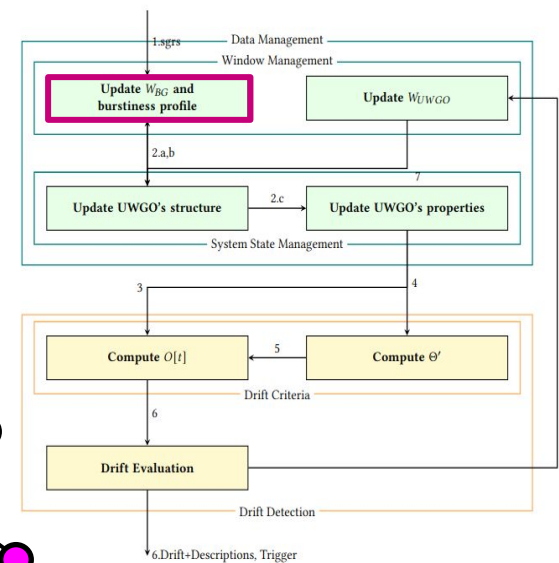 1.sgrs
Data Management
Window Management
Update W_BG and
burstiness profile
Update W_UWGO
2.a,b
7
Update UWGO's structure
2.c
Update UWGO's properties
System State Management
3
4
Compute O[t]
5
Compute Θ′
Drift Criteria
6
Drift Evaluation
Drift Detection
6.Drift+Descriptions, Trigger